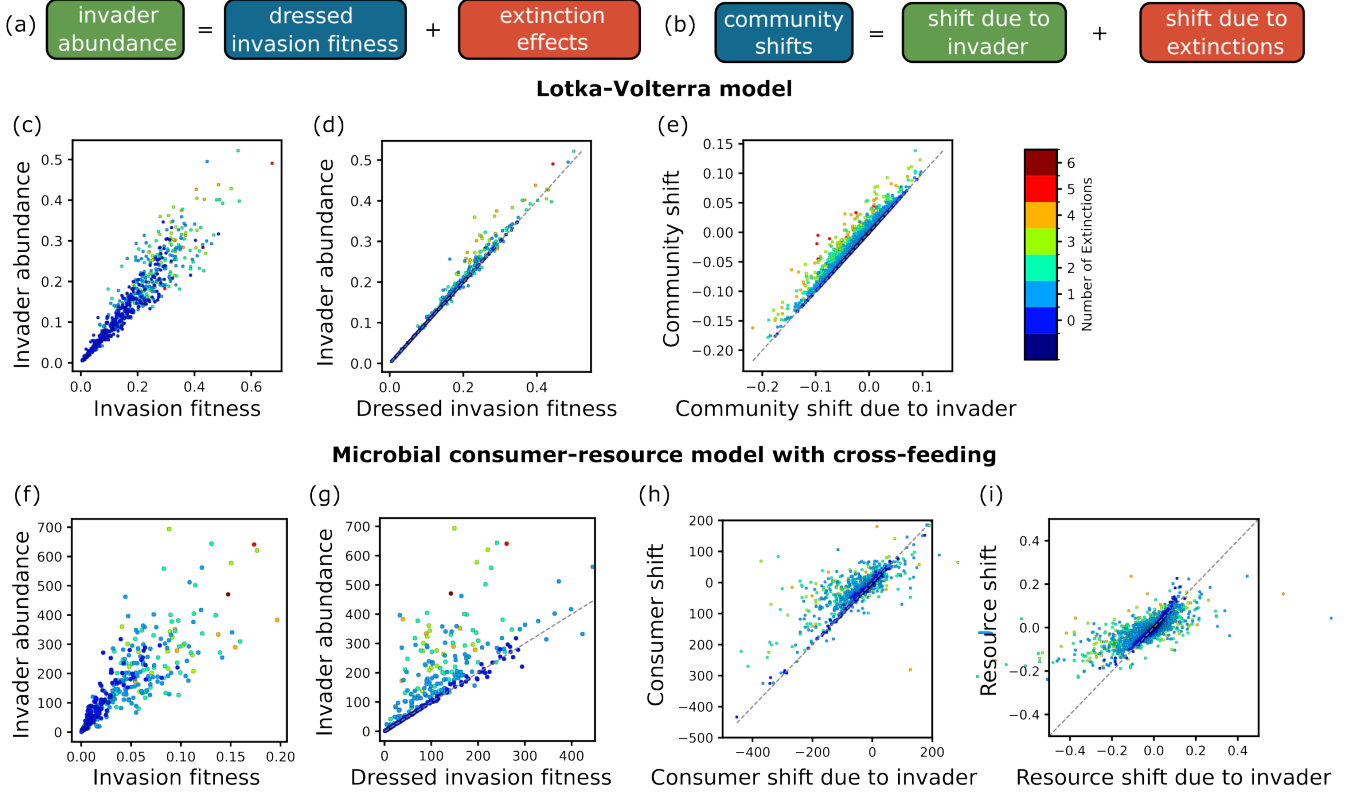 (a) invader abundance = dressed invasion fitness + extinction effects
(b) community shifts = shift due to invader + shift due to extinctions
Lotka-Volterra model
(c)
Invader abundance
0.5
0.4
0.3
0.2
0.1
0.0
0.0 0.2 0.4 0.6
Invasion fitness
(d)
Invader abundance
0.5
0.4
0.3
0.2
0.1
0.0
0.0 0.2 0.4
Dressed invasion fitness
(e)
Community shift
0.15
0.10
0.05
0.00
−0.05
−0.10
−0.15
−0.20
−0.2 −0.1 0.0 0.1
Community shift due to invader
6
5
4
3
2
1
0
Number of Extinctions
Microbial consumer-resource model with cross-feeding
(f)
Invader abundance
700
600
500
400
300
200
100
0
0.00 0.05 0.10 0.15 0.20
Invasion fitness
(g)
Invader abundance
700
600
500
400
300
200
100
0
0 100 200 300 400
Dressed invasion fitness
(h)
Consumer shift
200
100
0
100
200
300
−400
−500
−400 −200 0 200
Consumer shift due to invader
(i)
Resource shift
0.4
0.2
0.0
−0.2
−0.4
−0.4 −0.2 0.0 0.2 0.4
Resource shift due to invader